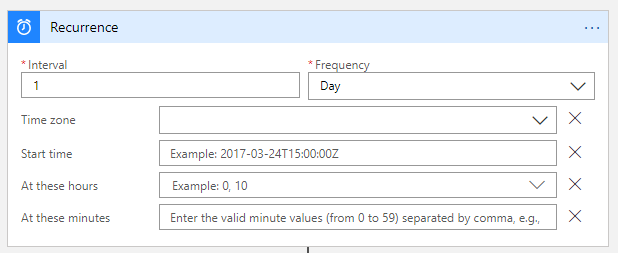 Recurrence ...
* Interval * Frequency
1 Day
Time zone
Start time Example: 2017-03-24T15:00:00Z
At these hours Example: 0, 10
At these minutes Enter the valid minute values (from 0 to 59) separated by comma, e.g.,